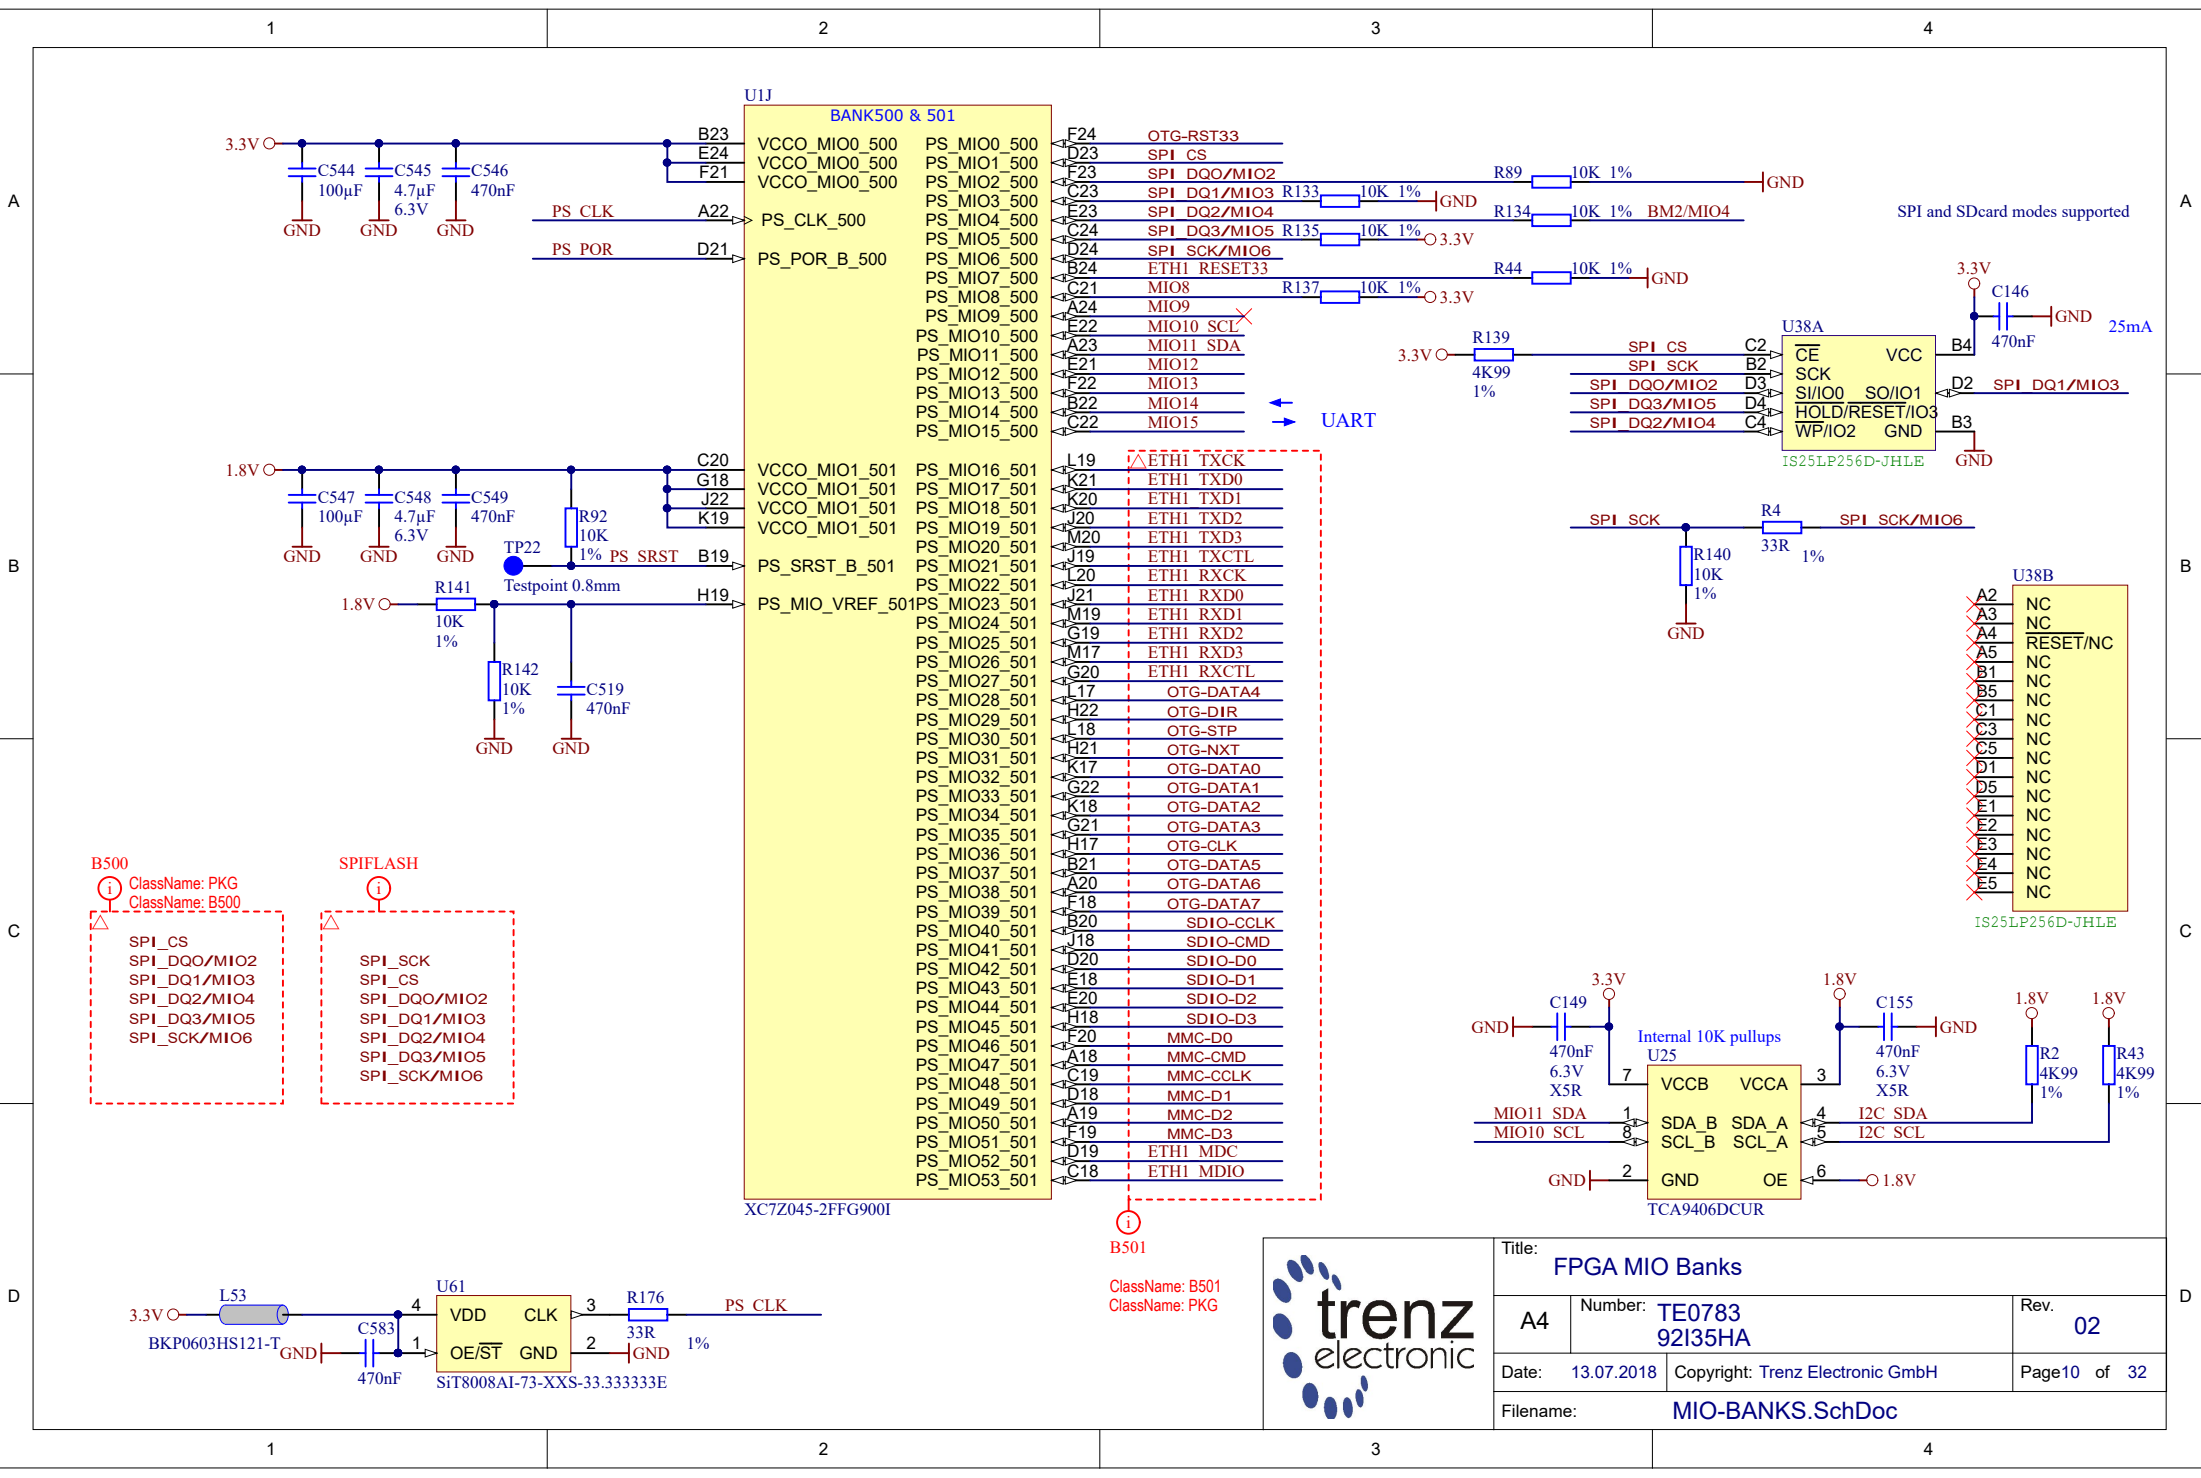 1 2 3 4
A A
B B
C C
D D
U1J
BANK500 & 501
3.3V
C544
100µF
GND
C545
4.7µF
6.3V
GND
C546
470nF
GND
B23 VCCO_MIO0_500
E24 VCCO_MIO0_500
F21 VCCO_MIO0_500
PS_CLK A22 PS_CLK_500
PS_POR D21 PS_POR_B_500
1.8V
C547
100µF
GND
C548
4.7µF
6.3V
GND
C549
470nF
GND
R92
10K
1%
C20 VCCO_MIO1_501
G18 VCCO_MIO1_501
J22 VCCO_MIO1_501
K19 VCCO_MIO1_501
TP22
Testpoint 0.8mm
PS_SRST B19 PS_SRST_B_501
1.8V
R141
10K
1%
H19 PS_MIO_VREF_501
R142
10K
1%
GND
C519
470nF
GND
PS_MIO0_500 F24 OTG-RST33
PS_MIO1_500 D23 SPI_CS
PS_MIO2_500 F23 SPI_DQ0/MIO2 R89 10K 1% GND
PS_MIO3_500 C23 SPI_DQ1/MIO3 R133 10K 1% GND
PS_MIO4_500 E23 SPI_DQ2/MIO4 R134 10K 1% BM2/MIO4
PS_MIO5_500 C24 SPI_DQ3/MIO5 R135 10K 1% 3.3V
PS_MIO6_500 D24 SPI_SCK/MIO6
PS_MIO7_500 B24 ETH1_RESET33 R44 10K 1% GND
PS_MIO8_500 C21 MIO8 R137 10K 1% 3.3V
PS_MIO9_500 A24 MIO9
PS_MIO10_500 E22 MIO10_SCL
PS_MIO11_500 A23 MIO11_SDA
PS_MIO12_500 E21 MIO12
PS_MIO13_500 F22 MIO13
PS_MIO14_500 B22 MIO14
PS_MIO15_500 C22 MIO15
UART
PS_MIO16_501 L19 ETH1_TXCK
PS_MIO17_501 K21 ETH1_TXD0
PS_MIO18_501 K20 ETH1_TXD1
PS_MIO19_501 J20 ETH1_TXD2
PS_MIO20_501 M20 ETH1_TXD3
PS_MIO21_501 J19 ETH1_TXCTL
PS_MIO22_501 L20 ETH1_RXCK
PS_MIO23_501 J21 ETH1_RXD0
PS_MIO24_501 M19 ETH1_RXD1
PS_MIO25_501 G19 ETH1_RXD2
PS_MIO26_501 M17 ETH1_RXD3
PS_MIO27_501 G20 ETH1_RXCTL
PS_MIO28_501 L17 OTG-DATA4
PS_MIO29_501 H22 OTG-DIR
PS_MIO30_501 L18 OTG-STP
PS_MIO31_501 H21 OTG-NXT
PS_MIO32_501 K17 OTG-DATA0
PS_MIO33_501 G22 OTG-DATA1
PS_MIO34_501 K18 OTG-DATA2
PS_MIO35_501 G21 OTG-DATA3
PS_MIO36_501 H17 OTG-CLK
PS_MIO37_501 B21 OTG-DATA5
PS_MIO38_501 A20 OTG-DATA6
PS_MIO39_501 F18 OTG-DATA7
PS_MIO40_501 B20 SDIO-CCLK
PS_MIO41_501 J18 SDIO-CMD
PS_MIO42_501 D20 SDIO-D0
PS_MIO43_501 E18 SDIO-D1
PS_MIO44_501 E20 SDIO-D2
PS_MIO45_501 H18 SDIO-D3
PS_MIO46_501 F20 MMC-D0
PS_MIO47_501 A18 MMC-CMD
PS_MIO48_501 C19 MMC-CCLK
PS_MIO49_501 D18 MMC-D1
PS_MIO50_501 A19 MMC-D2
PS_MIO51_501 F19 MMC-D3
PS_MIO52_501 D19 ETH1_MDC
PS_MIO53_501 C18 ETH1_MDIO
XC7Z045-2FFG900I
i
B501
ClassName: B501
ClassName: PKG
SPI and SDcard modes supported
3.3V
C146
470nF
GND
25mA
U38A
3.3V R139
4K99
1%
SPI_CS C2 CE VCC B4
SPI_SCK B2 SCK
SPI_DQ0/MIO2 D3 SI/IO0 SO/IO1 D2 SPI_DQ1/MIO3
SPI_DQ3/MIO5 D4 HOLD/RESET/IO3
SPI_DQ2/MIO4 C4 WP/IO2 GND B3
IS25LP256D-JHLE GND
SPI_SCK R4 SPI_SCK/MIO6
33R 1%
R140
10K
1%
GND
U38B
A2 NC
A3 NC
A4 RESET/NC
A5 NC
B1 NC
B5 NC
C1 NC
C3 NC
C5 NC
D1 NC
D5 NC
E1 NC
E2 NC
E3 NC
E4 NC
E5 NC
IS25LP256D-JHLE
B500
i
ClassName: PKG
ClassName: B500
SPI_CS
SPI_DQ0/MIO2
SPI_DQ1/MIO3
SPI_DQ2/MIO4
SPI_DQ3/MIO5
SPI_SCK/MIO6
SPIFLASH
i
SPI_SCK
SPI_CS
SPI_DQ0/MIO2
SPI_DQ1/MIO3
SPI_DQ2/MIO4
SPI_DQ3/MIO5
SPI_SCK/MIO6
3.3V
C149
GND
470nF
6.3V
X5R
Internal 10K pullups
U25
1.8V
C155
GND
470nF
6.3V
X5R
1.8V
R2
4K99
1%
1.8V
R43
4K99
1%
7 VCCB VCCA 3
MIO11_SDA 1 SDA_B SDA_A 4 I2C_SDA
MIO10_SCL 8 SCL_B SCL_A 5 I2C_SCL
GND 2 GND OE 6 1.8V
TCA9406DCUR
3.3V L53
BKP0603HS121-T
GND C583
470nF
U61
4 VDD CLK 3 R176 PS_CLK
33R 1%
1 OE/ST GND 2 GND
SiT8008AI-73-XXS-33.333333E
trenz
electronic
Title:
FPGA MIO Banks
A4 Number: TE0783
92I35HA
Rev.
02
Date: 13.07.2018 Copyright: Trenz Electronic GmbH Page10 of 32
Filename: MIO-BANKS.SchDoc
1 2 3 4